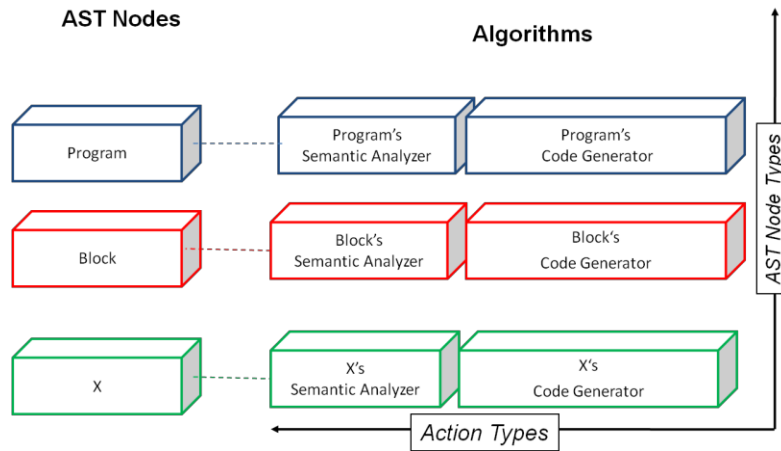 AST Nodes
Algorithms
Program
Program's
Semantic Analyzer
Program's
Code Generator
Block
Block's
Semantic Analyzer
Block‘s
Code Generator
X
X's
Semantic Analyzer
X‘s
Code Generator
AST Node Types
Action Types